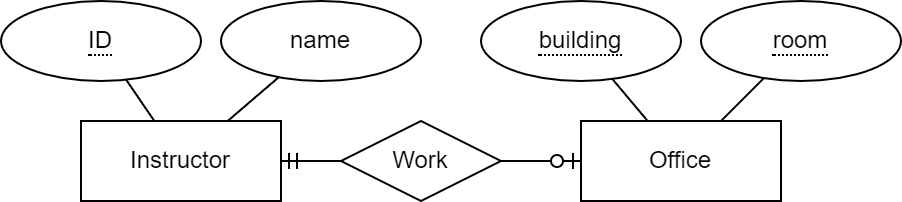 ID
name
building
room
Instructor
Work
Office